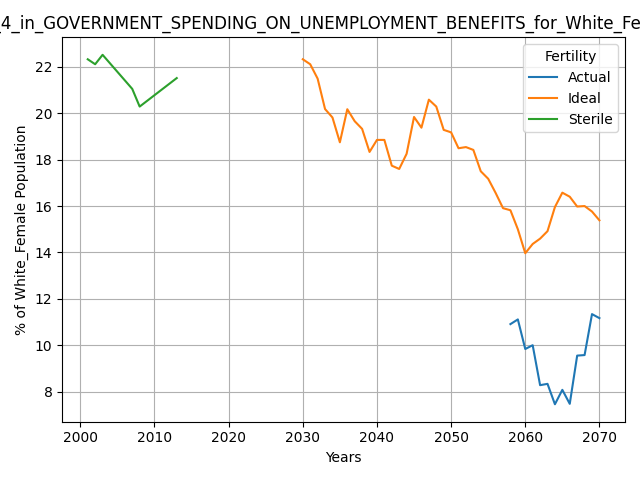 _4_in_GOVERNMENT_SPENDING_ON_UNEMPLOYMENT_BENEFITS_for_White_Fe
Fertility
Actual
Ideal
Sterile
% of White_Female Population
22
20
18
16
14
12
10
8
2000 2010 2020 2030 2040 2050 2060 2070
Years